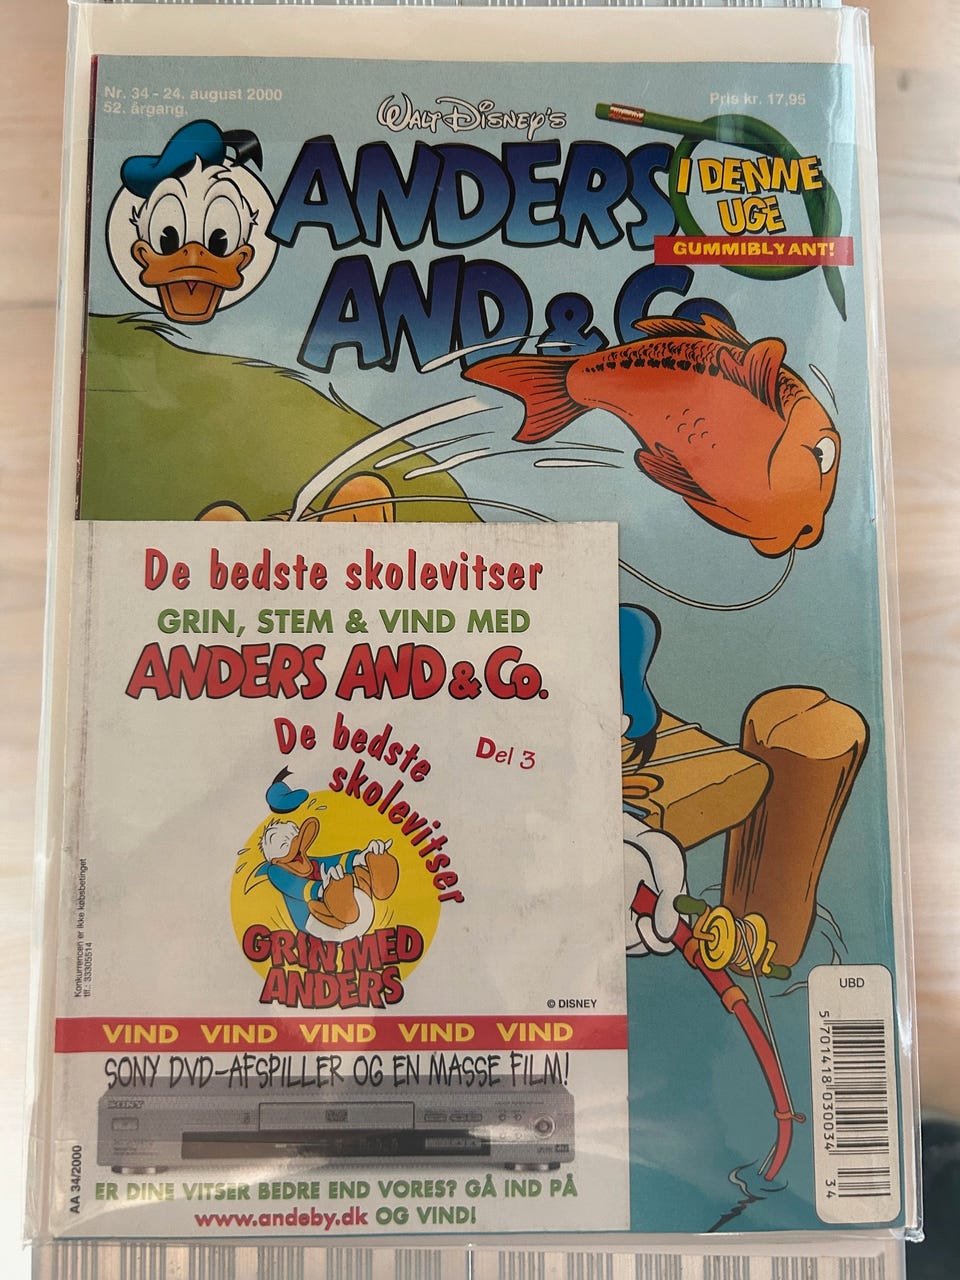 Nr. 34 - 24. august 2000
52. årgang.
Pris kr. 17,95
WALT DISNEY'S
ANDERS
AND & Co.
I DENNE
UGE
GUMMIBLYANT!
De bedste skolevitser
GRIN, STEM & VIND MED
ANDERS AND & Co.
De bedste
skolevitser
Del 3
GRIN MED
ANDERS
Konkurrencen er ikke købsbetinget
tlf.: 33305514
© DISNEY
VIND VIND VIND VIND VIND
SONY DVD-AFSPILLER OG EN MASSE FILM!
SONY
AA 34/2000
ER DINE VITSER BEDRE END VORES? GÅ IND PÅ
www.andeby.dk OG VIND!
UBD
5 701418 030034
34